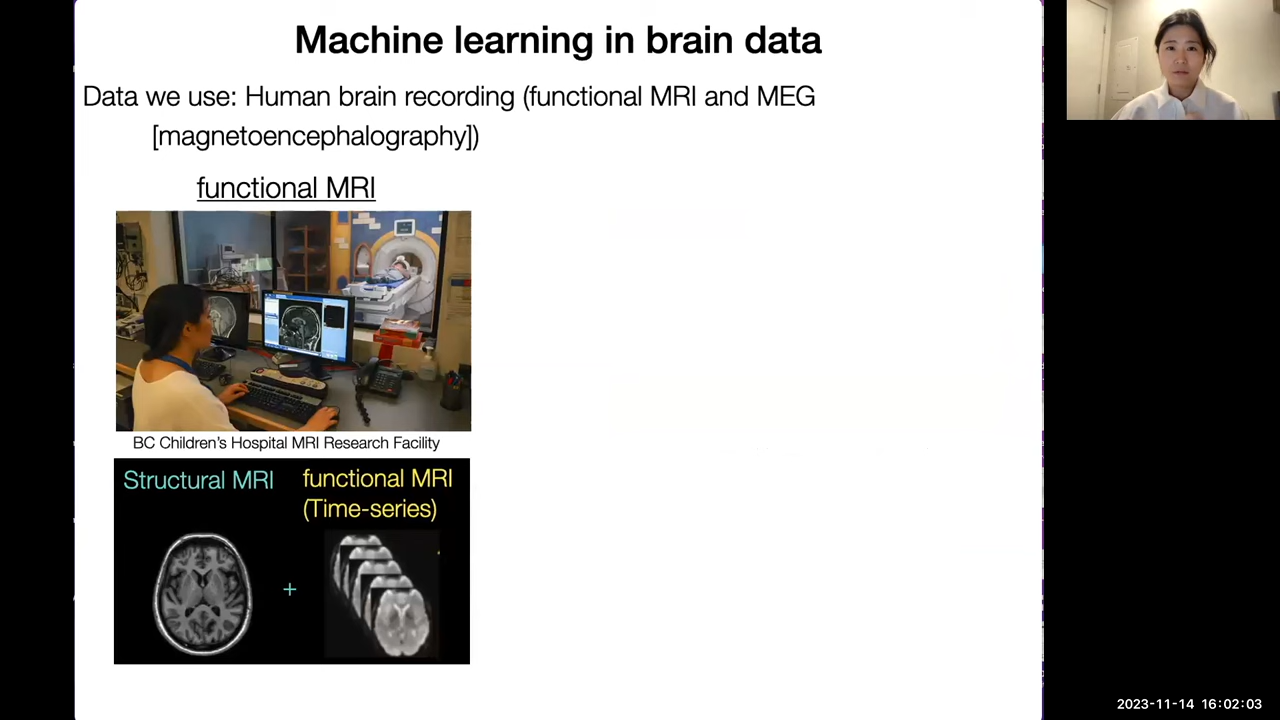 Machine learning in brain data
Data we use: Human brain recording (functional MRI and MEG
[magnetoencephalography])
functional MRI
BC Children's Hospital MRI Research Facility
Structural MRI
functional MRI
(Time-series)
+
2023-11-14 16:02:03